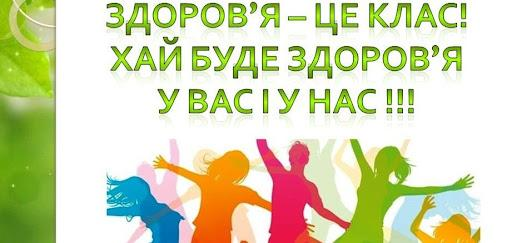 ЗДОРОВ’Я – ЦЕ КЛАС!
ХАЙ БУДЕ ЗДОРОВ’Я
У ВАС І У НАС !!!